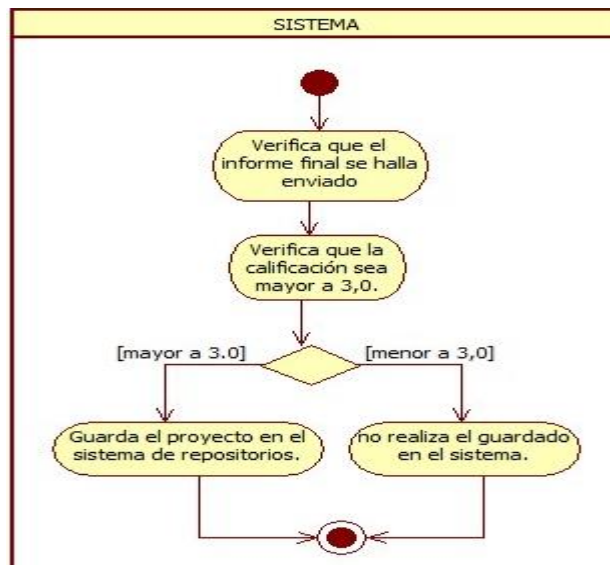 SISTEMA
Verifica que el
informe final se halla
enviado
Verifica que la
calificación sea
mayor a 3,0.
[mayor a 3.0]
[menor a 3,0]
Guarda el proyecto en el
sistema de repositorios.
no realiza el guardado
en el sistema.